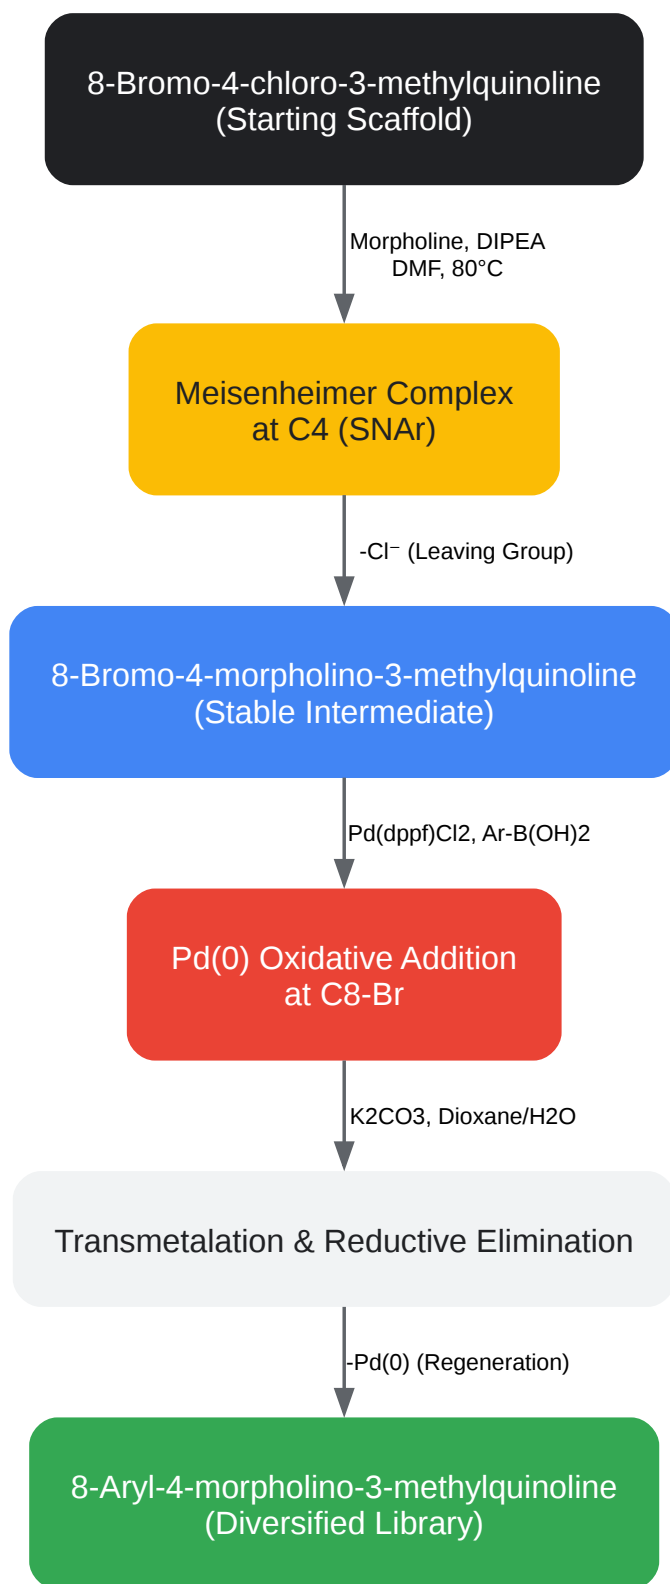 8-Bromo-4-chloro-3-methylquinoline
(Starting Scaffold)
Morpholine, DIPEA
DMF, 80°C
Meisenheimer Complex
at C4 (SNAr)
-Cl⁻ (Leaving Group)
8-Bromo-4-morpholino-3-methylquinoline
(Stable Intermediate)
Pd(dppf)Cl2, Ar-B(OH)2
Pd(0) Oxidative Addition
at C8-Br
K2CO3, Dioxane/H2O
Transmetalation & Reductive Elimination
-Pd(0) (Regeneration)
8-Aryl-4-morpholino-3-methylquinoline
(Diversified Library)